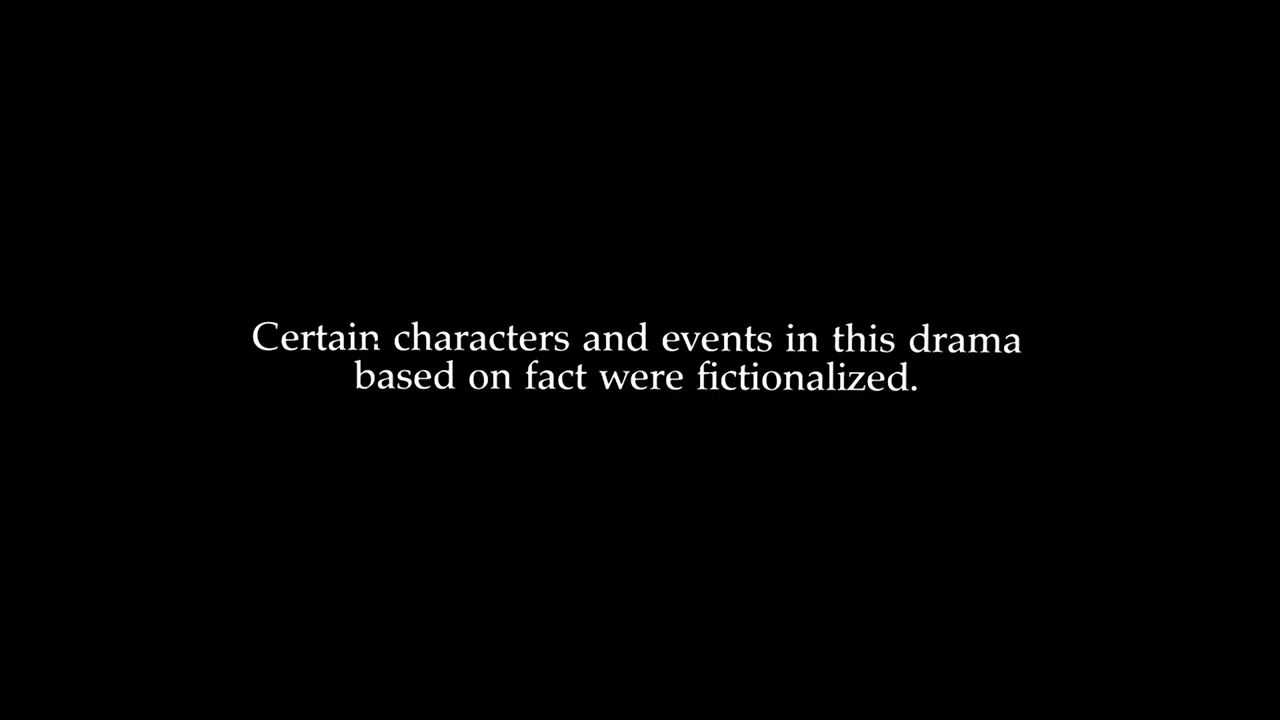 Certain characters and events in this drama
based on fact were fictionalized.